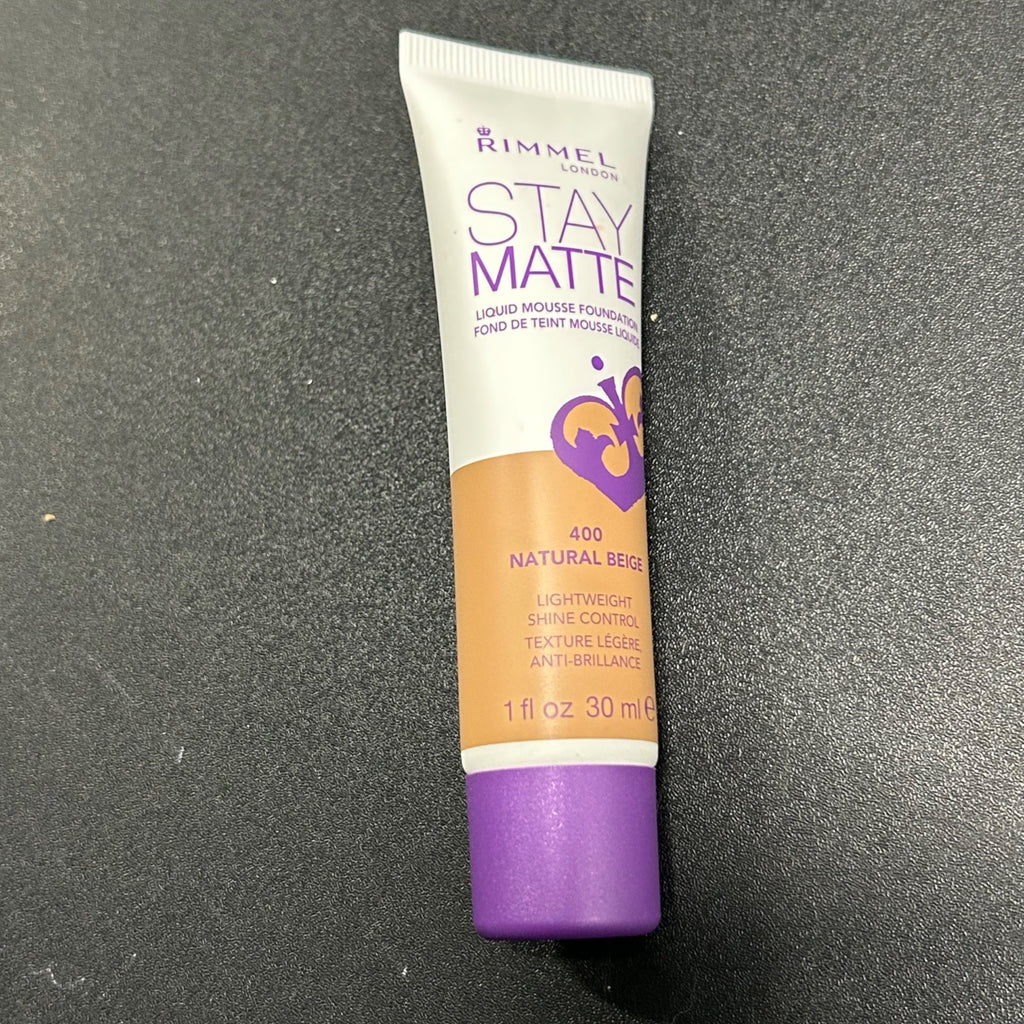 RIMMEL
LONDON
STAY
MATTE
LIQUID MOUSSE FOUNDATION
FOND DE TEINT MOUSSE LIQUIDE
400
NATURAL BEIGE
LIGHTWEIGHT
SHINE CONTROL
TEXTURE LÉGÈRE,
ANTI-BRILLANCE
1 fl oz 30 ml e